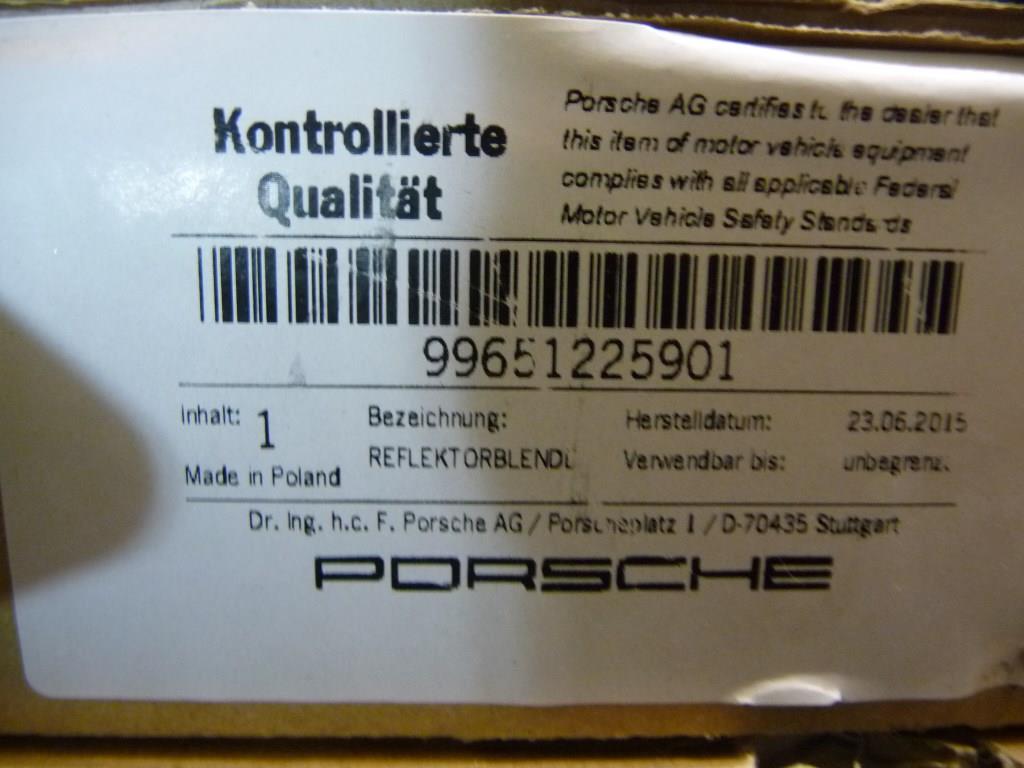 Kontrollierte
Qualität
Porsche AG certifies to the dealer that
this item of motor vehicle equipment
complies with all applicable Federal
Motor Vehicle Safety Standards
99651225901
Inhalt: 1
Made in Poland
Bezeichnung:
REFLEKTORBLENDE
Herstelldatum: 23.06.2015
Verwendbar bis: unbegrenz.
Dr. Ing. h.c. F. Porsche AG / Porscheplatz 1 / D-70435 Stuttgart
PORSCHE